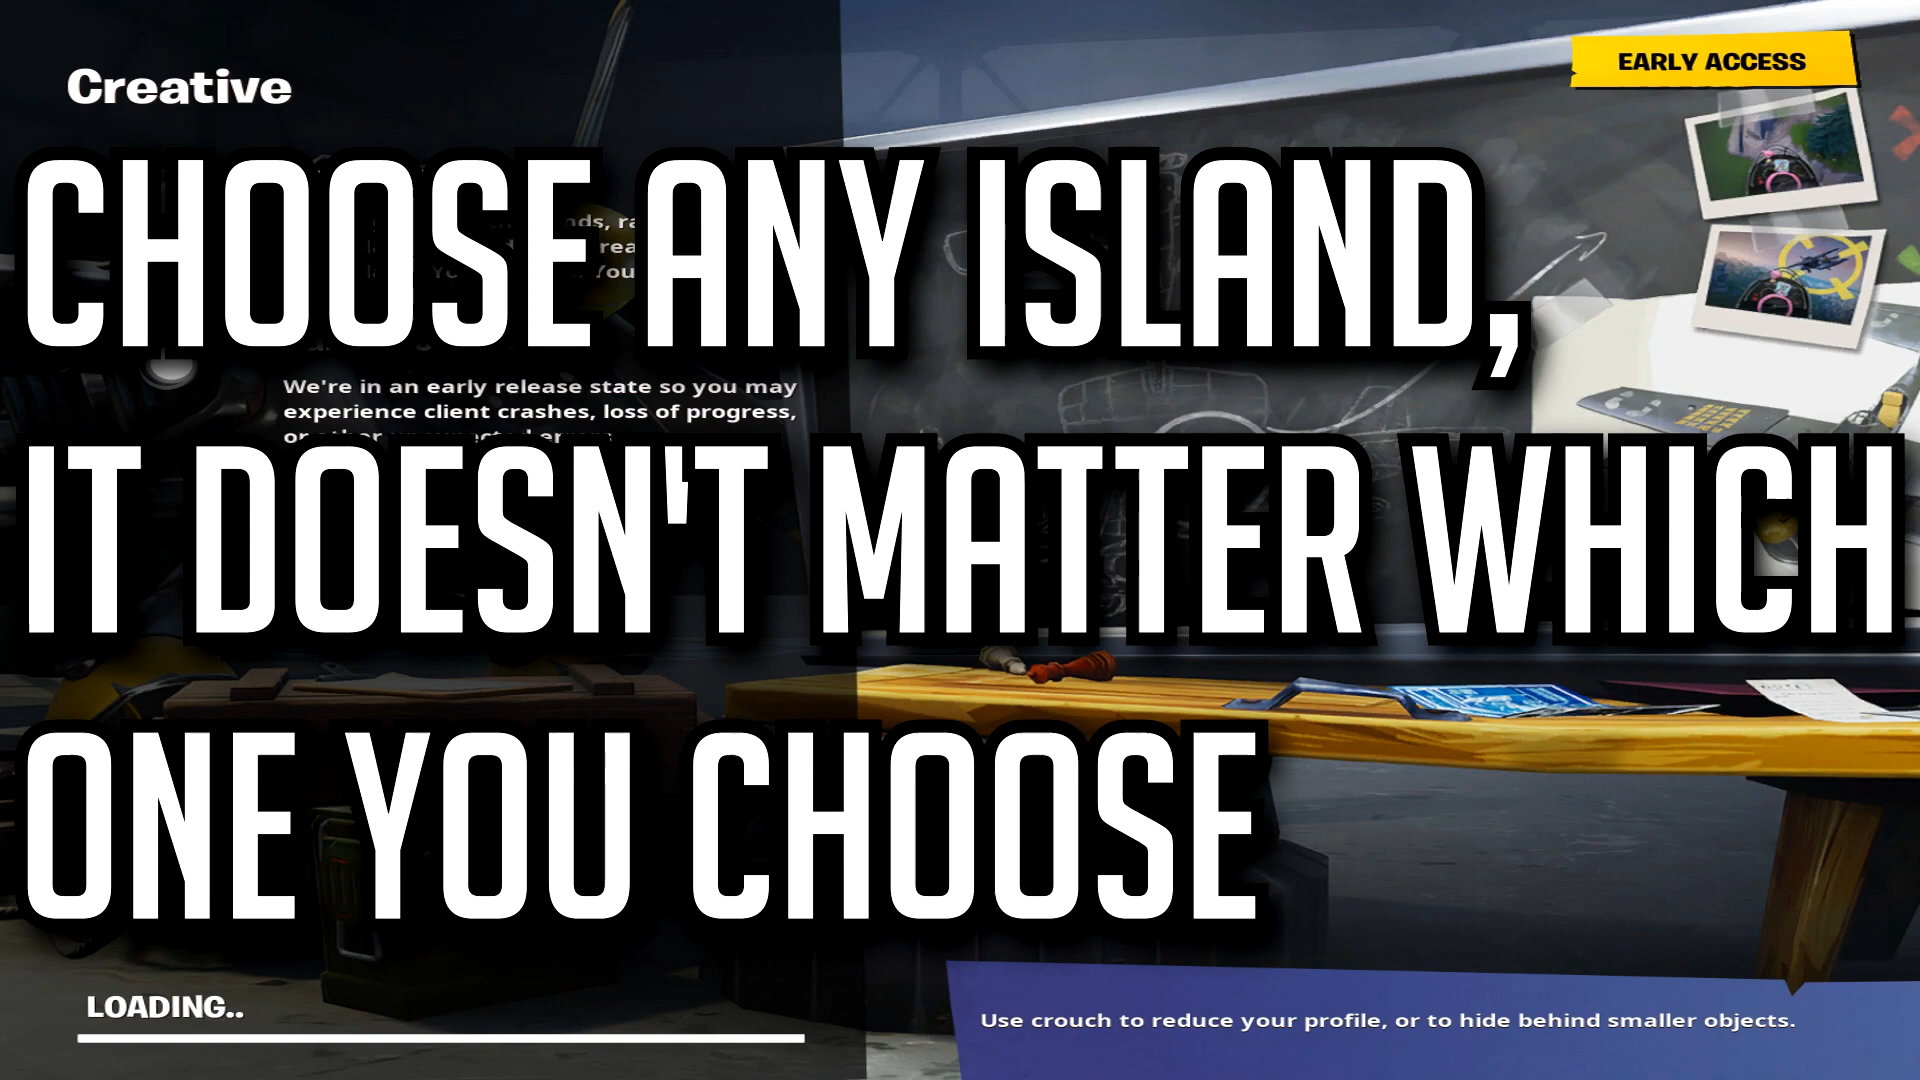 Creative
EARLY ACCESS
CHOOSE ANY ISLAND,
We're in an early release state so you may
experience client crashes, loss of progress,
IT DOESN'T MATTER WHICH
ONE YOU CHOOSE
LOADING..
Use crouch to reduce your profile, or to hide behind smaller objects.